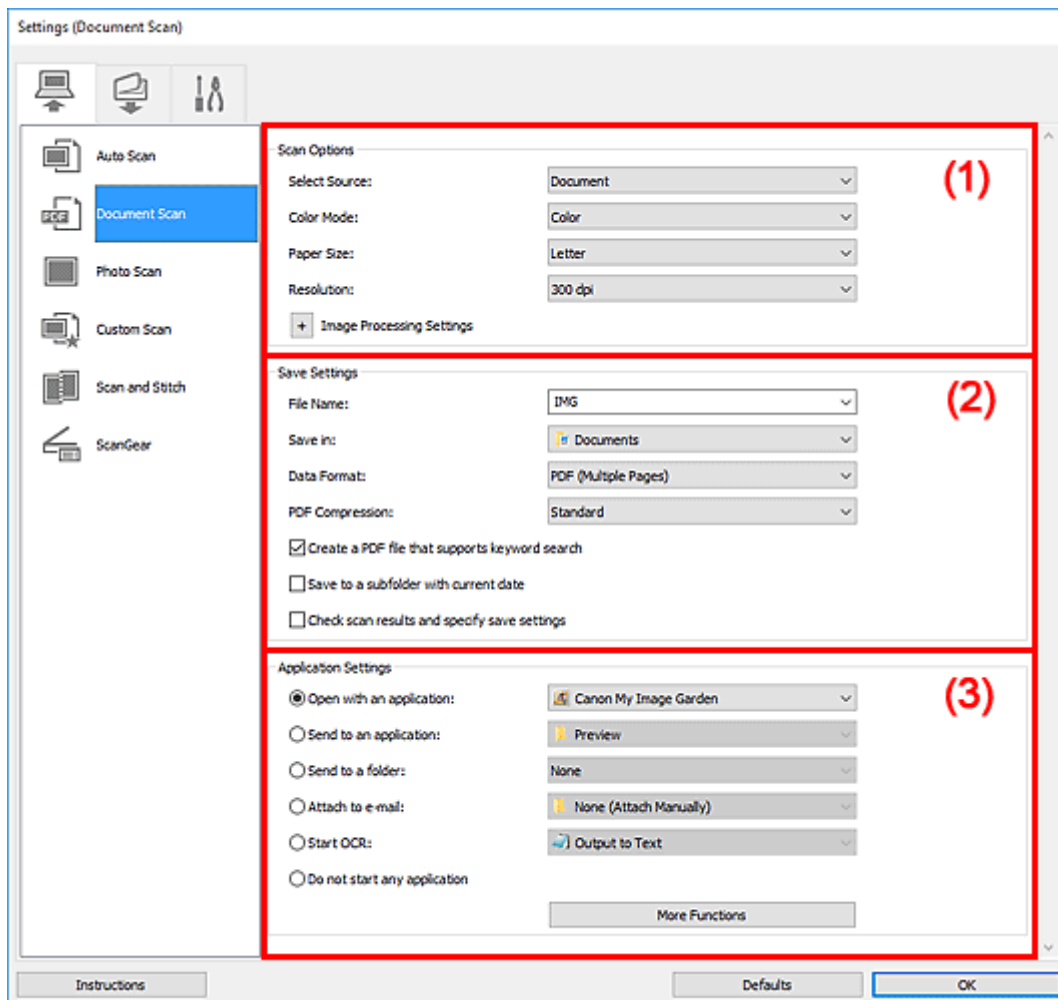 Settings (Document Scan)
Auto Scan
Document Scan
Photo Scan
Custom Scan
Scan and Stitch
ScanGear
Scan Options
(1)
Select Source: Document
Color Mode: Color
Paper Size: Letter
Resolution: 300 dpi
+ Image Processing Settings
Save Settings
(2)
File Name: IMG
Save in: Documents
Data Format: PDF (Multiple Pages)
PDF Compression: Standard
Create a PDF file that supports keyword search
Save to a subfolder with current date
Check scan results and specify save settings
Application Settings
(3)
Open with an application: Canon My Image Garden
Send to an application: Preview
Send to a folder: None
Attach to e-mail: None (Attach Manually)
Start OCR: Output to Text
Do not start any application
More Functions
Instructions Defaults OK